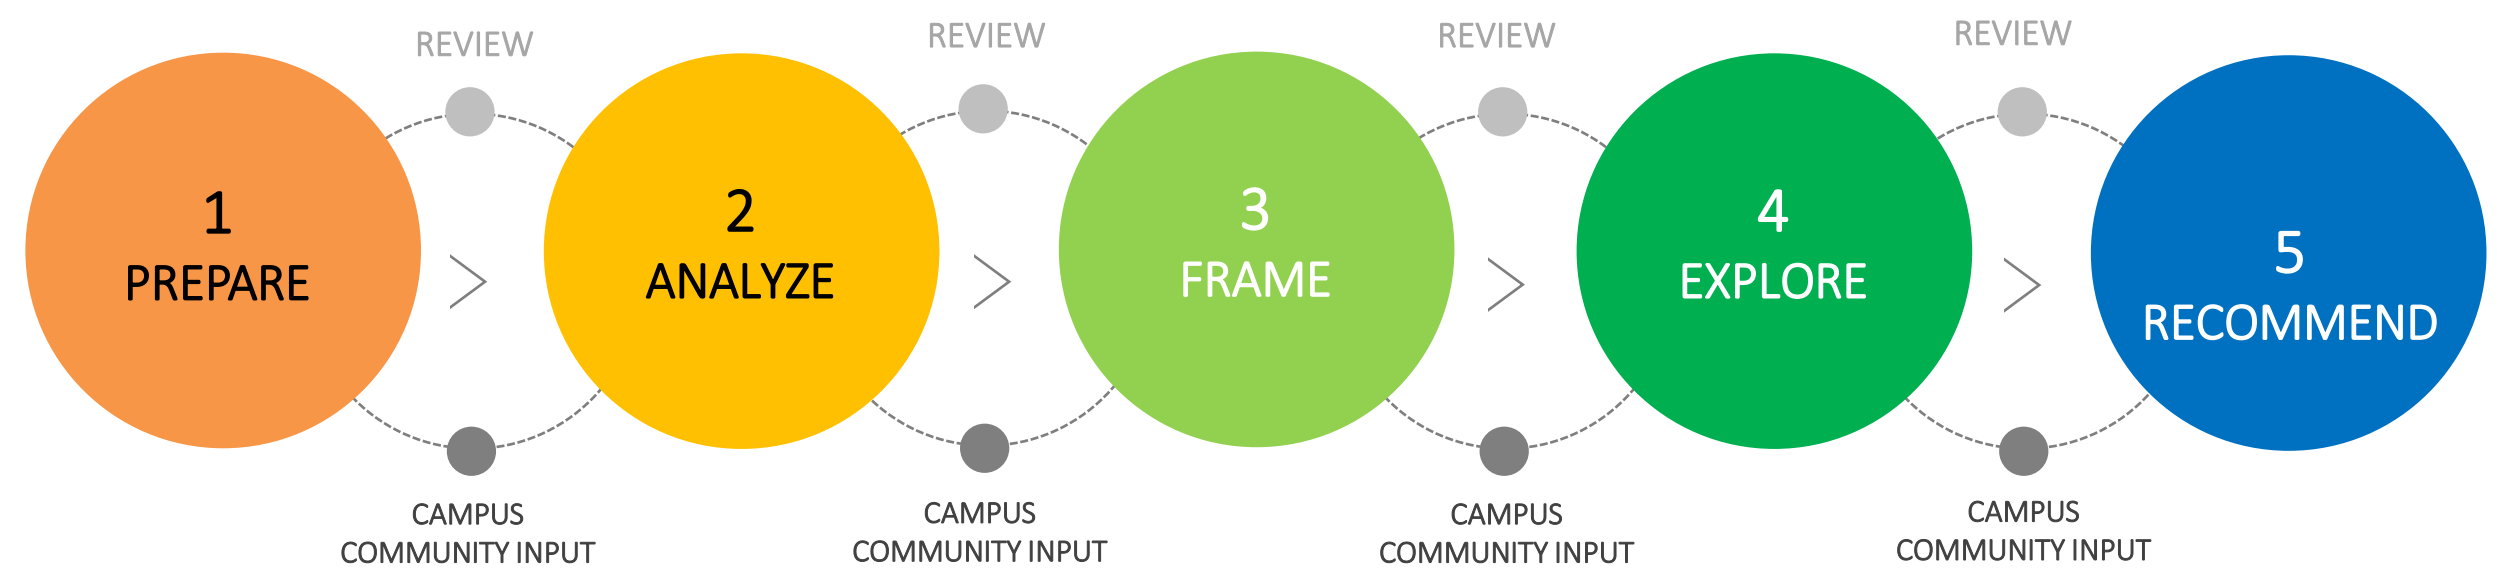 REVIEW
REVIEW
REVIEW
REVIEW
1
PREPARE
2
ANALYZE
3
FRAME
4
EXPLORE
5
RECOMMEND
CAMPUS
COMMUNITY INPUT
CAMPUS
COMMUNITY INPUT
CAMPUS
COMMUNITY INPUT
CAMPUS
COMMUNITY INPUT